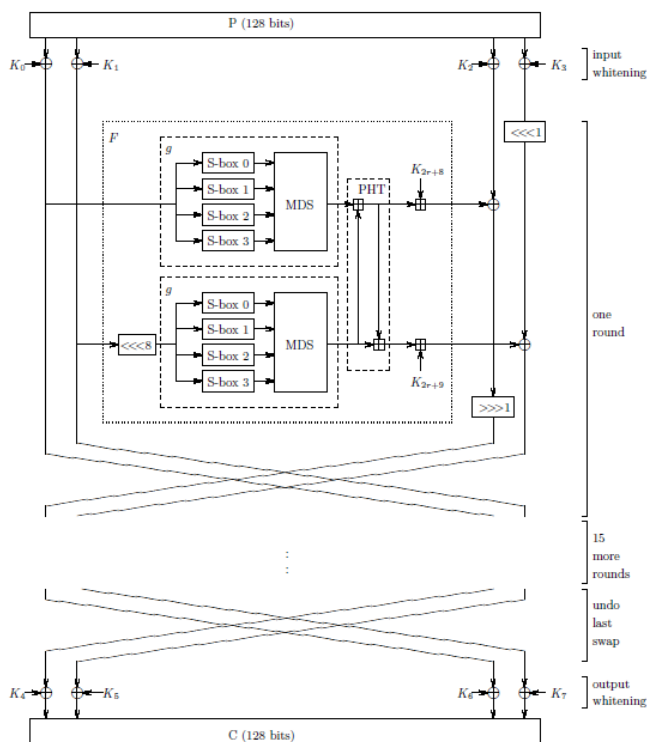 P (128 bits)
K₀ K₁ K₂ K₃
input
whitening
<<<1
F
g
S-box 0
S-box 1
S-box 2
S-box 3
MDS
PHT
K₂ᵣ₊₈
g
S-box 0
S-box 1
S-box 2
S-box 3
MDS
<<<8
K₂ᵣ₊₉
>>>1
one
round
15
more
rounds
undo
last
swap
K₄ K₅ K₆ K₇
output
whitening
C (128 bits)